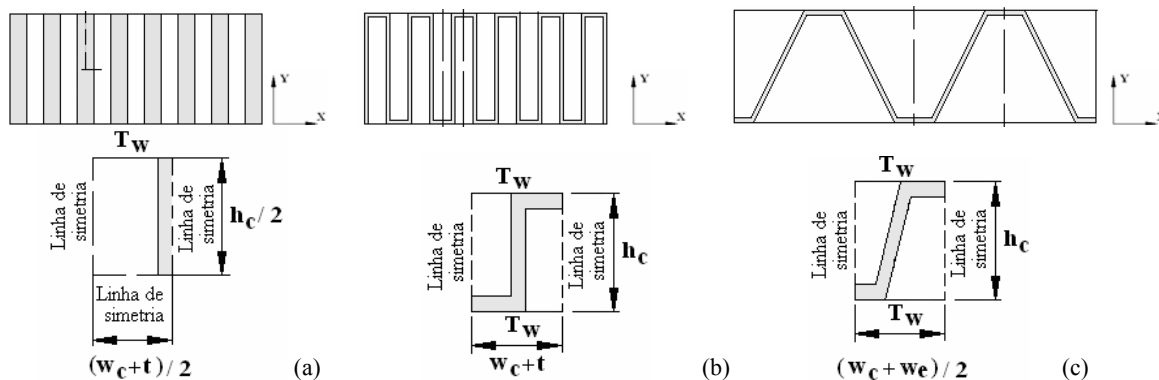 Y
X
Y
X
Y
X
Tw
Linha de
simetria
Linha de
simetria
hc/2
Linha de
simetria
(wc+t)/2
(a)
Tw
Linha de
simetria
Linha de
simetria
hc
Tw
wc+t
(b)
Tw
Linha de
simetria
Linha de
simetria
hc
Tw
(wc+we)/2
(c)